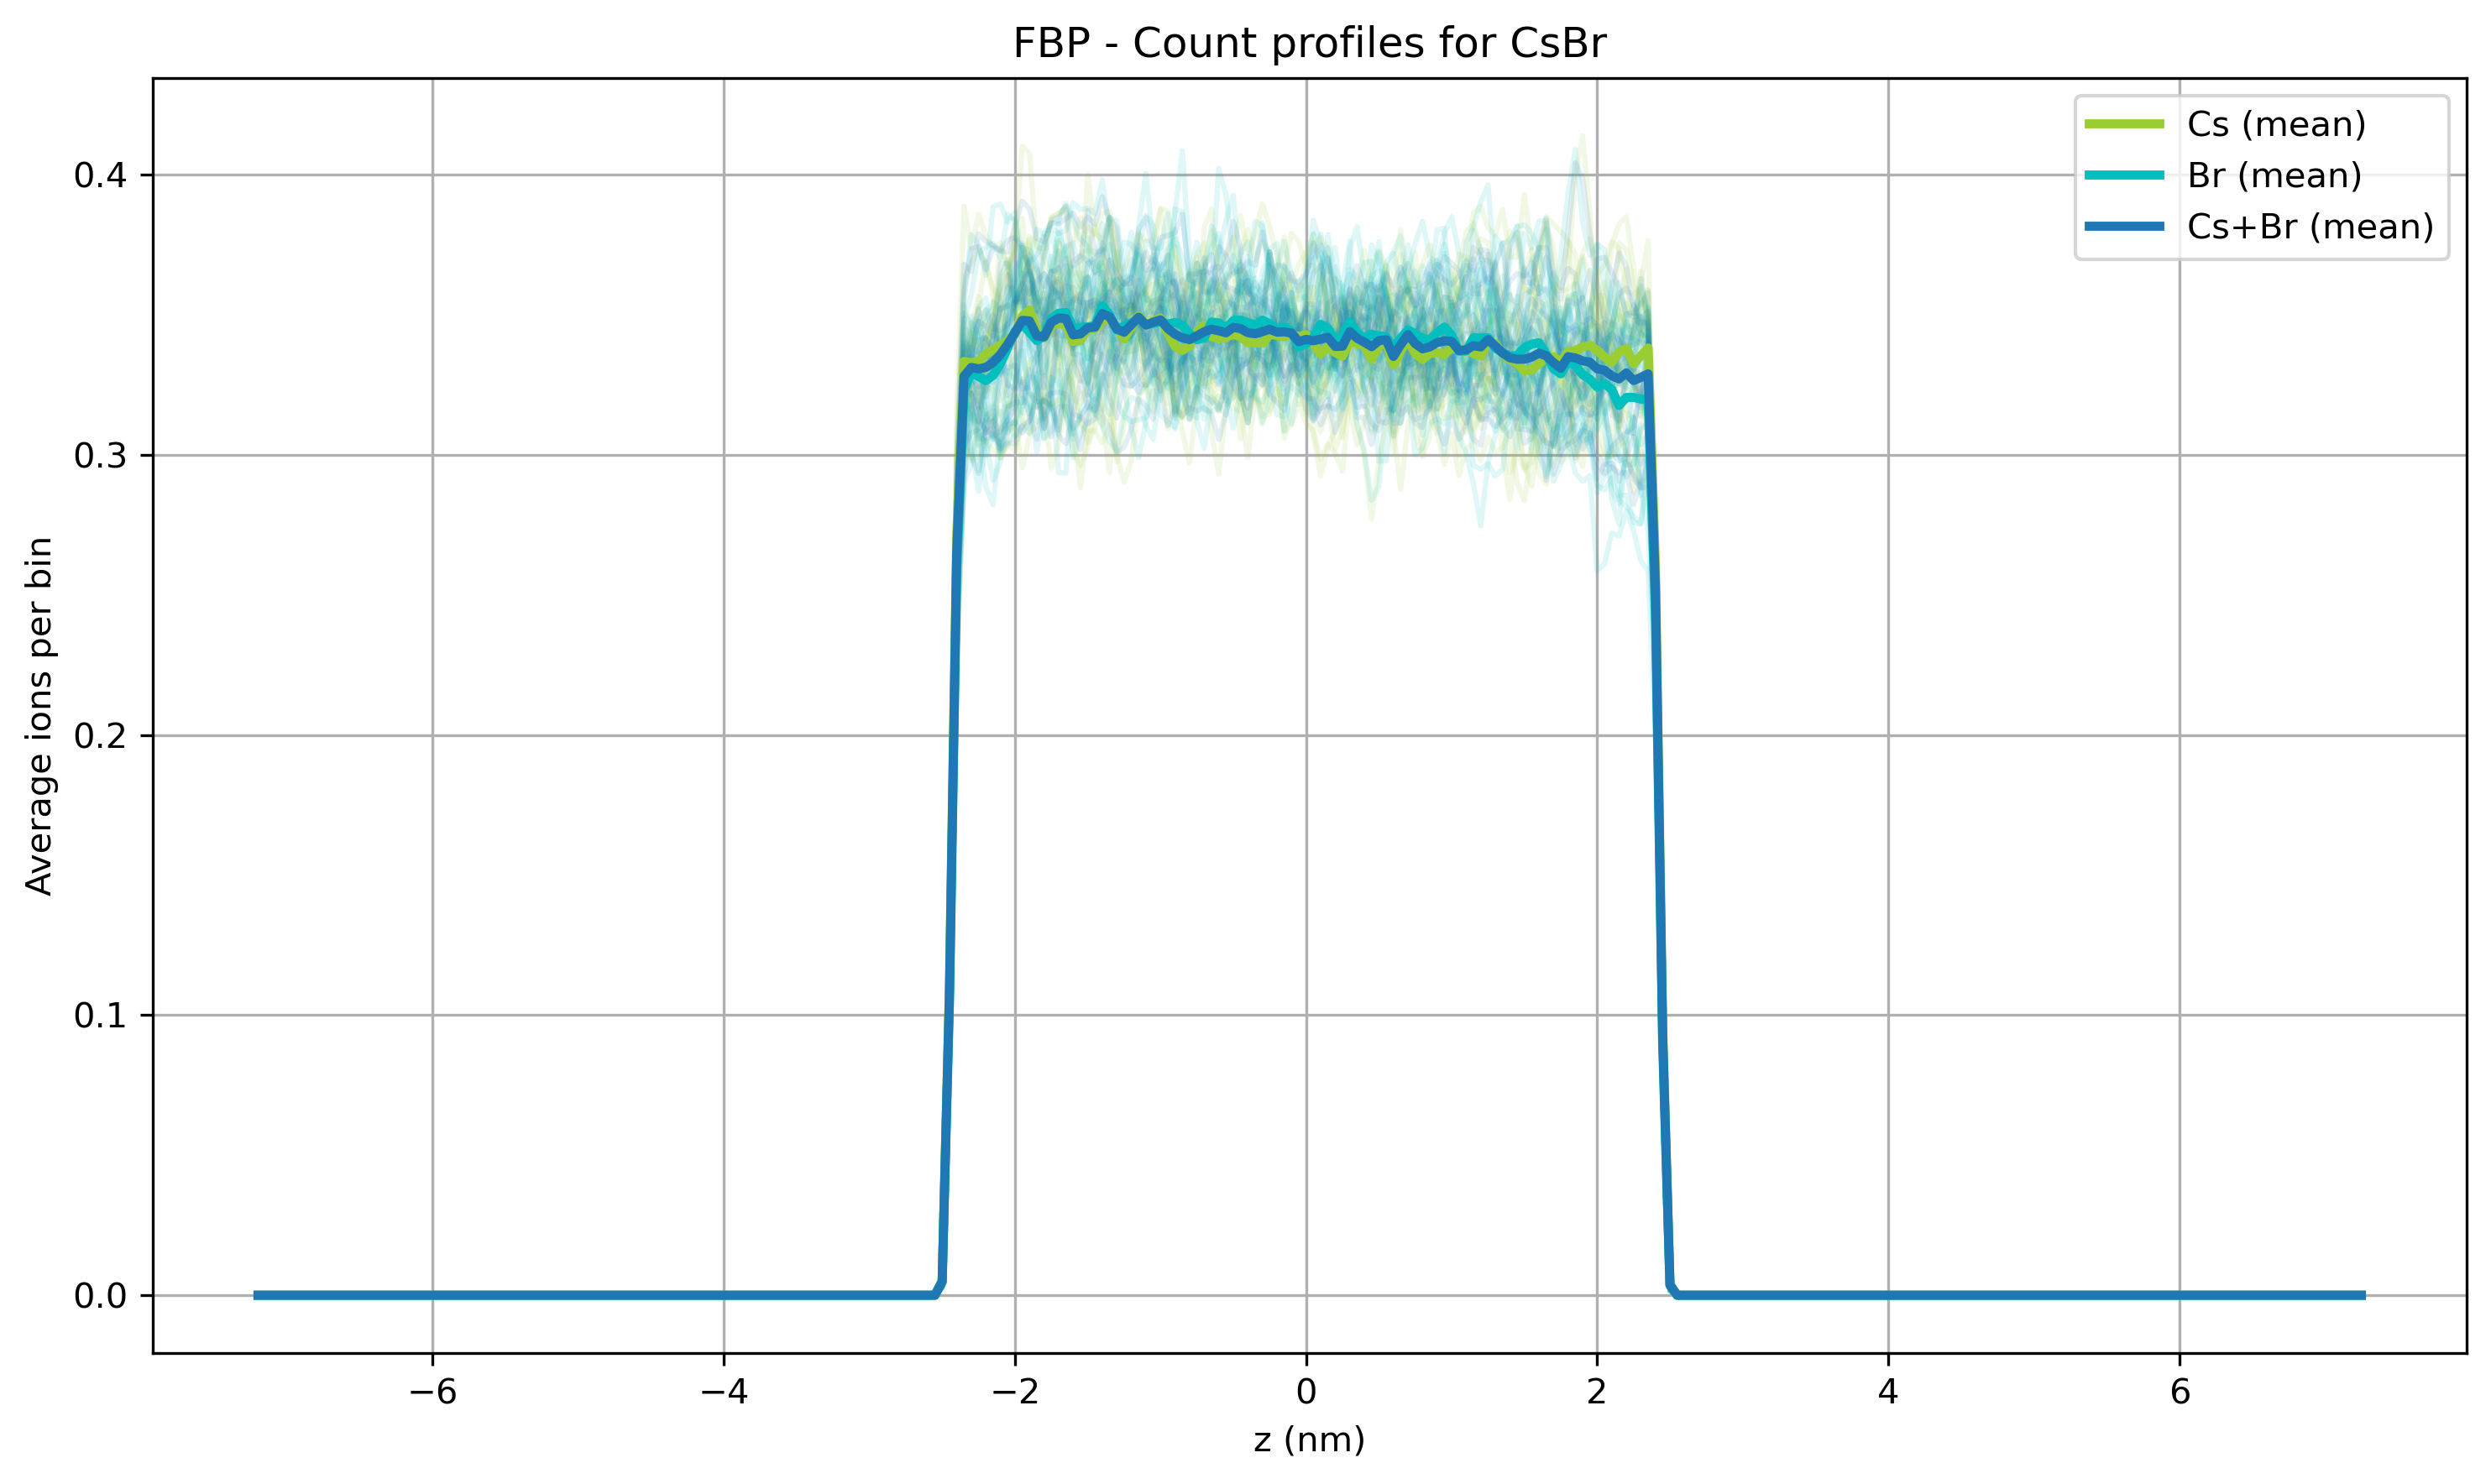 FBP - Count profiles for CsBr
Cs (mean)
Br (mean)
Cs+Br (mean)
Average ions per bin
0.4
0.3
0.2
0.1
0.0
−6
−4
−2
0
2
4
6
z (nm)